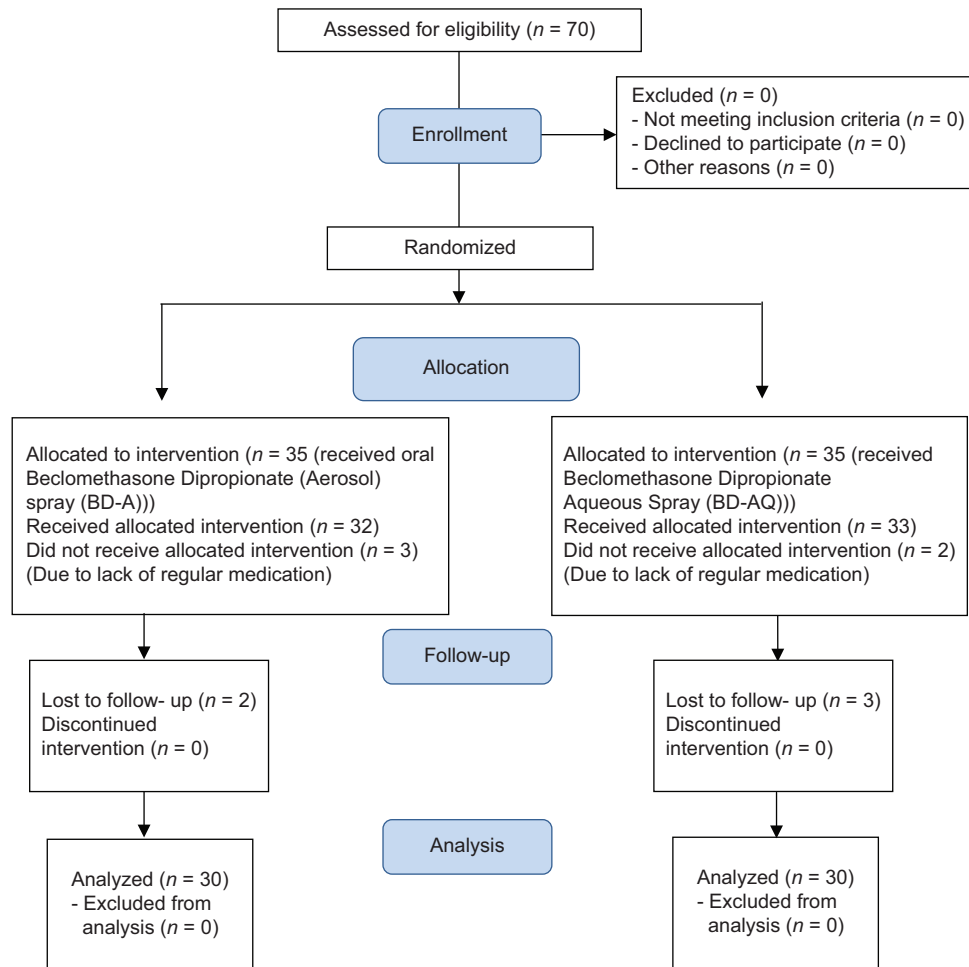 Assessed for eligibility (n = 70)
Excluded (n = 0)
- Not meeting inclusion criteria (n = 0)
- Declined to participate (n = 0)
- Other reasons (n = 0)
Enrollment
Randomized
Allocation
Allocated to intervention (n = 35 (received oral
Beclomethasone Dipropionate (Aerosol)
spray (BD-A)))
Received allocated intervention (n = 32)
Did not receive allocated intervention (n = 3)
(Due to lack of regular medication)
Allocated to intervention (n = 35 (received
Beclomethasone Dipropionate
Aqueous Spray (BD-AQ)))
Received allocated intervention (n = 33)
Did not receive allocated intervention (n = 2)
(Due to lack of regular medication)
Follow-up
Lost to follow- up (n = 2)
Discontinued
intervention (n = 0)
Lost to follow-up (n = 3)
Discontinued
intervention (n = 0)
Analysis
Analyzed (n = 30)
- Excluded from
analysis (n = 0)
Analyzed (n = 30)
- Excluded from
analysis (n = 0)